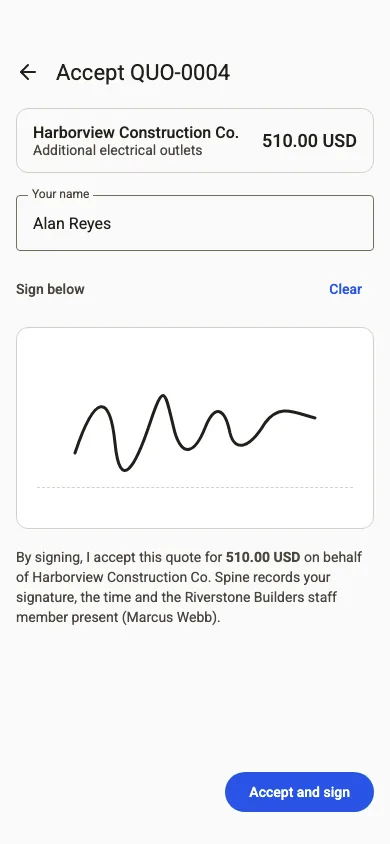 Accept QUO-0004
Harborview Construction Co.
510.00 USD
Additional electrical outlets
Your name
Alan Reyes
Sign below
Clear
By signing, I accept this quote for 510.00 USD on behalf
of Harborview Construction Co. Spine records your
signature, the time and the Riverstone Builders staff
member present (Marcus Webb).
Accept and sign